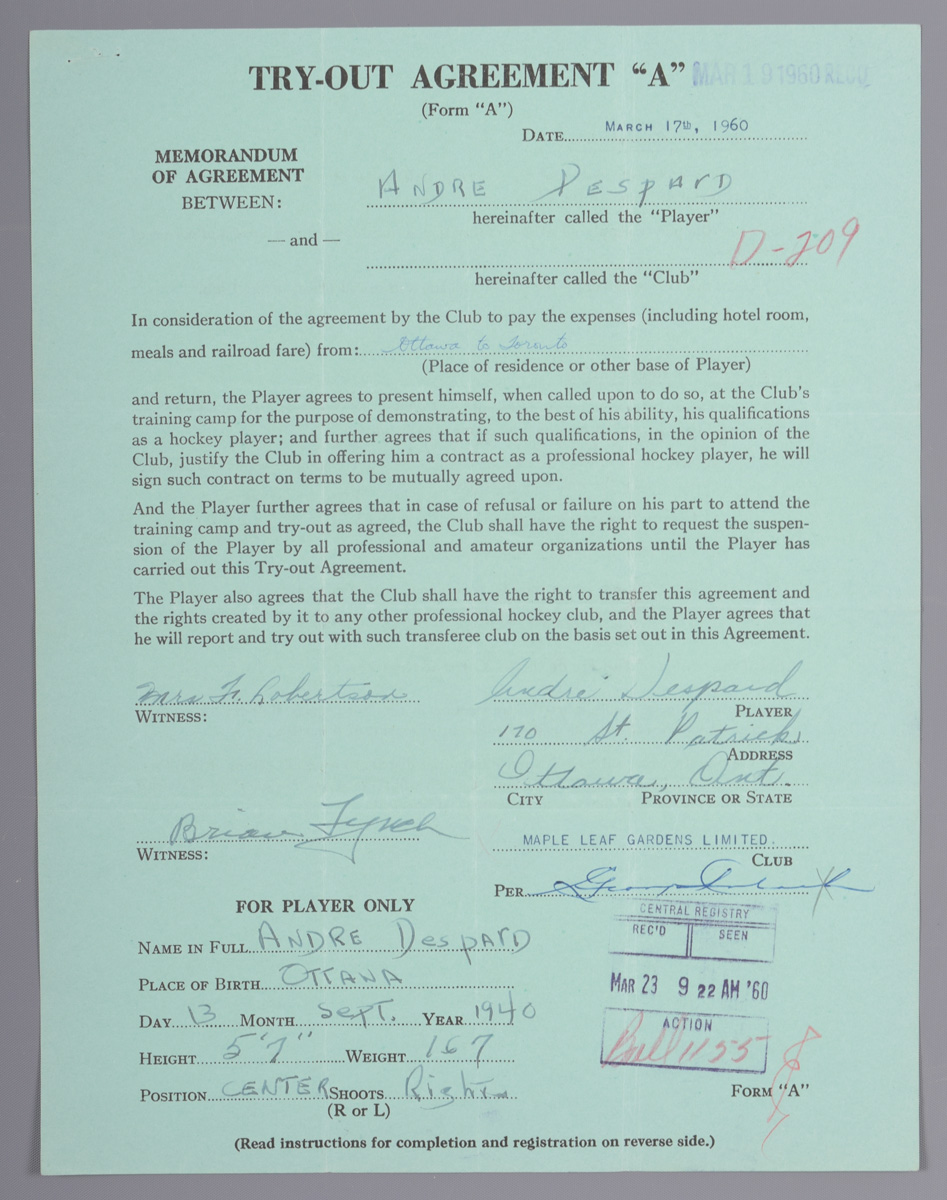 TRY-OUT AGREEMENT "A" MAR 19 1960 REC'D
(Form "A")
DATE MARCH 17th, 1960
MEMORANDUM
OF AGREEMENT
BETWEEN: ANDRE DespArD
hereinafter called the "Player"
— and — D-209
hereinafter called the "Club"
In consideration of the agreement by the Club to pay the expenses (including hotel room,
meals and railroad fare) from: Ottawa to Toronto
(Place of residence or other base of Player)
and return, the Player agrees to present himself, when called upon to do so, at the Club's
training camp for the purpose of demonstrating, to the best of his ability, his qualifications
as a hockey player; and further agrees that if such qualifications, in the opinion of the
Club, justify the Club in offering him a contract as a professional hockey player, he will
sign such contract on terms to be mutually agreed upon.
And the Player further agrees that in case of refusal or failure on his part to attend the
training camp and try-out as agreed, the Club shall have the right to request the suspen-
sion of the Player by all professional and amateur organizations until the Player has
carried out this Try-out Agreement.
The Player also agrees that the Club shall have the right to transfer this agreement and
the rights created by it to any other professional hockey club, and the Player agrees that
he will report and try out with such transferee club on the basis set out in this Agreement.
Mrs F. Robertson
WITNESS:
André Despard
PLAYER
170 St. Patrick
ADDRESS
Ottawa, Ont.
CITY PROVINCE OR STATE
Brian Lynch
WITNESS:
MAPLE LEAF GARDENS LIMITED.
CLUB
PER
FOR PLAYER ONLY
NAME IN FULL ANDRE DespArD
PLACE OF BIRTH OTTAWA
DAY 13 MONTH Sept. YEAR 1940
HEIGHT 5'7" WEIGHT 167
POSITION CENTER SHOOTS Right
(R or L)
CENTRAL REGISTRY
REC'D SEEN
MAR 23 9 22 AM '60
ACTION
Bull 1155
FORM "A"
(Read instructions for completion and registration on reverse side.)